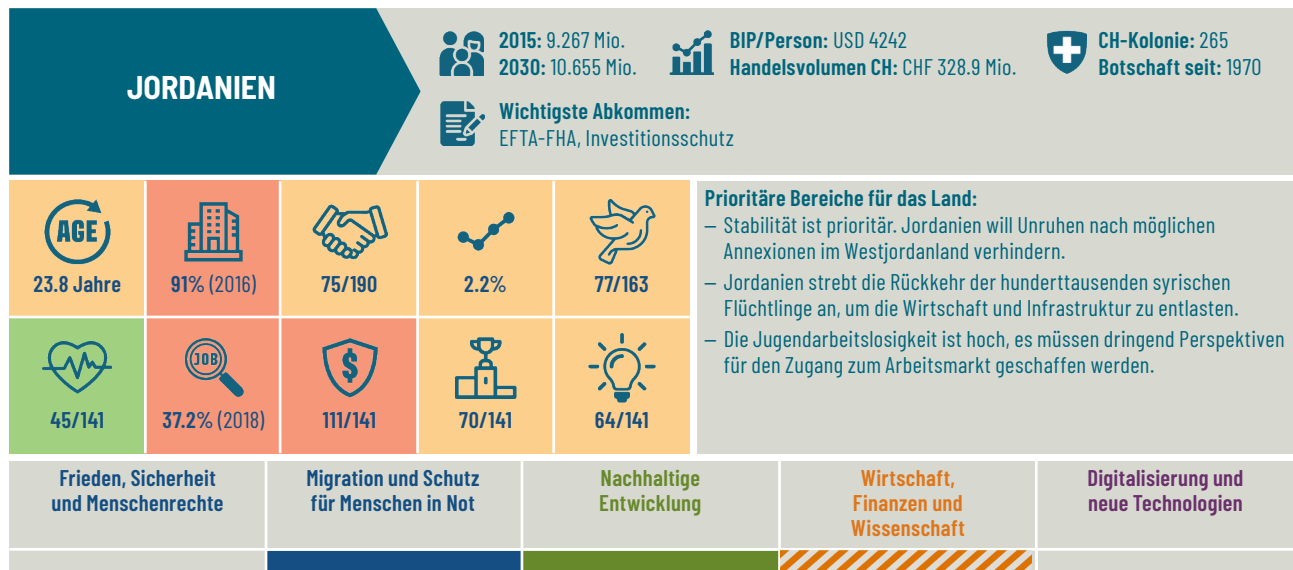 JORDANIEN
2015: 9.267 Mio.
2030: 10.655 Mio.
BIP/Person: USD 4242
Handelsvolumen CH: CHF 328.9 Mio.
CH-Kolonie: 265
Botschaft seit: 1970
Wichtigste Abkommen:
EFTA-FHA, Investitionsschutz
AGE
23.8 Jahre
91% (2016)
75/190
2.2%
77/163
45/141
JOB
37.2% (2018)
$
111/141
70/141
64/141
Prioritäre Bereiche für das Land:
– Stabilität ist prioritär. Jordanien will Unruhen nach möglichen
Annexionen im Westjordanland verhindern.
– Jordanien strebt die Rückkehr der hunderttausenden syrischen
Flüchtlinge an, um die Wirtschaft und Infrastruktur zu entlasten.
– Die Jugendarbeitslosigkeit ist hoch, es müssen dringend Perspektiven
für den Zugang zum Arbeitsmarkt geschaffen werden.
Frieden, Sicherheit
und Menschenrechte
Migration und Schutz
für Menschen in Not
Nachhaltige
Entwicklung
Wirtschaft,
Finanzen und
Wissenschaft
Digitalisierung und
neue Technologien